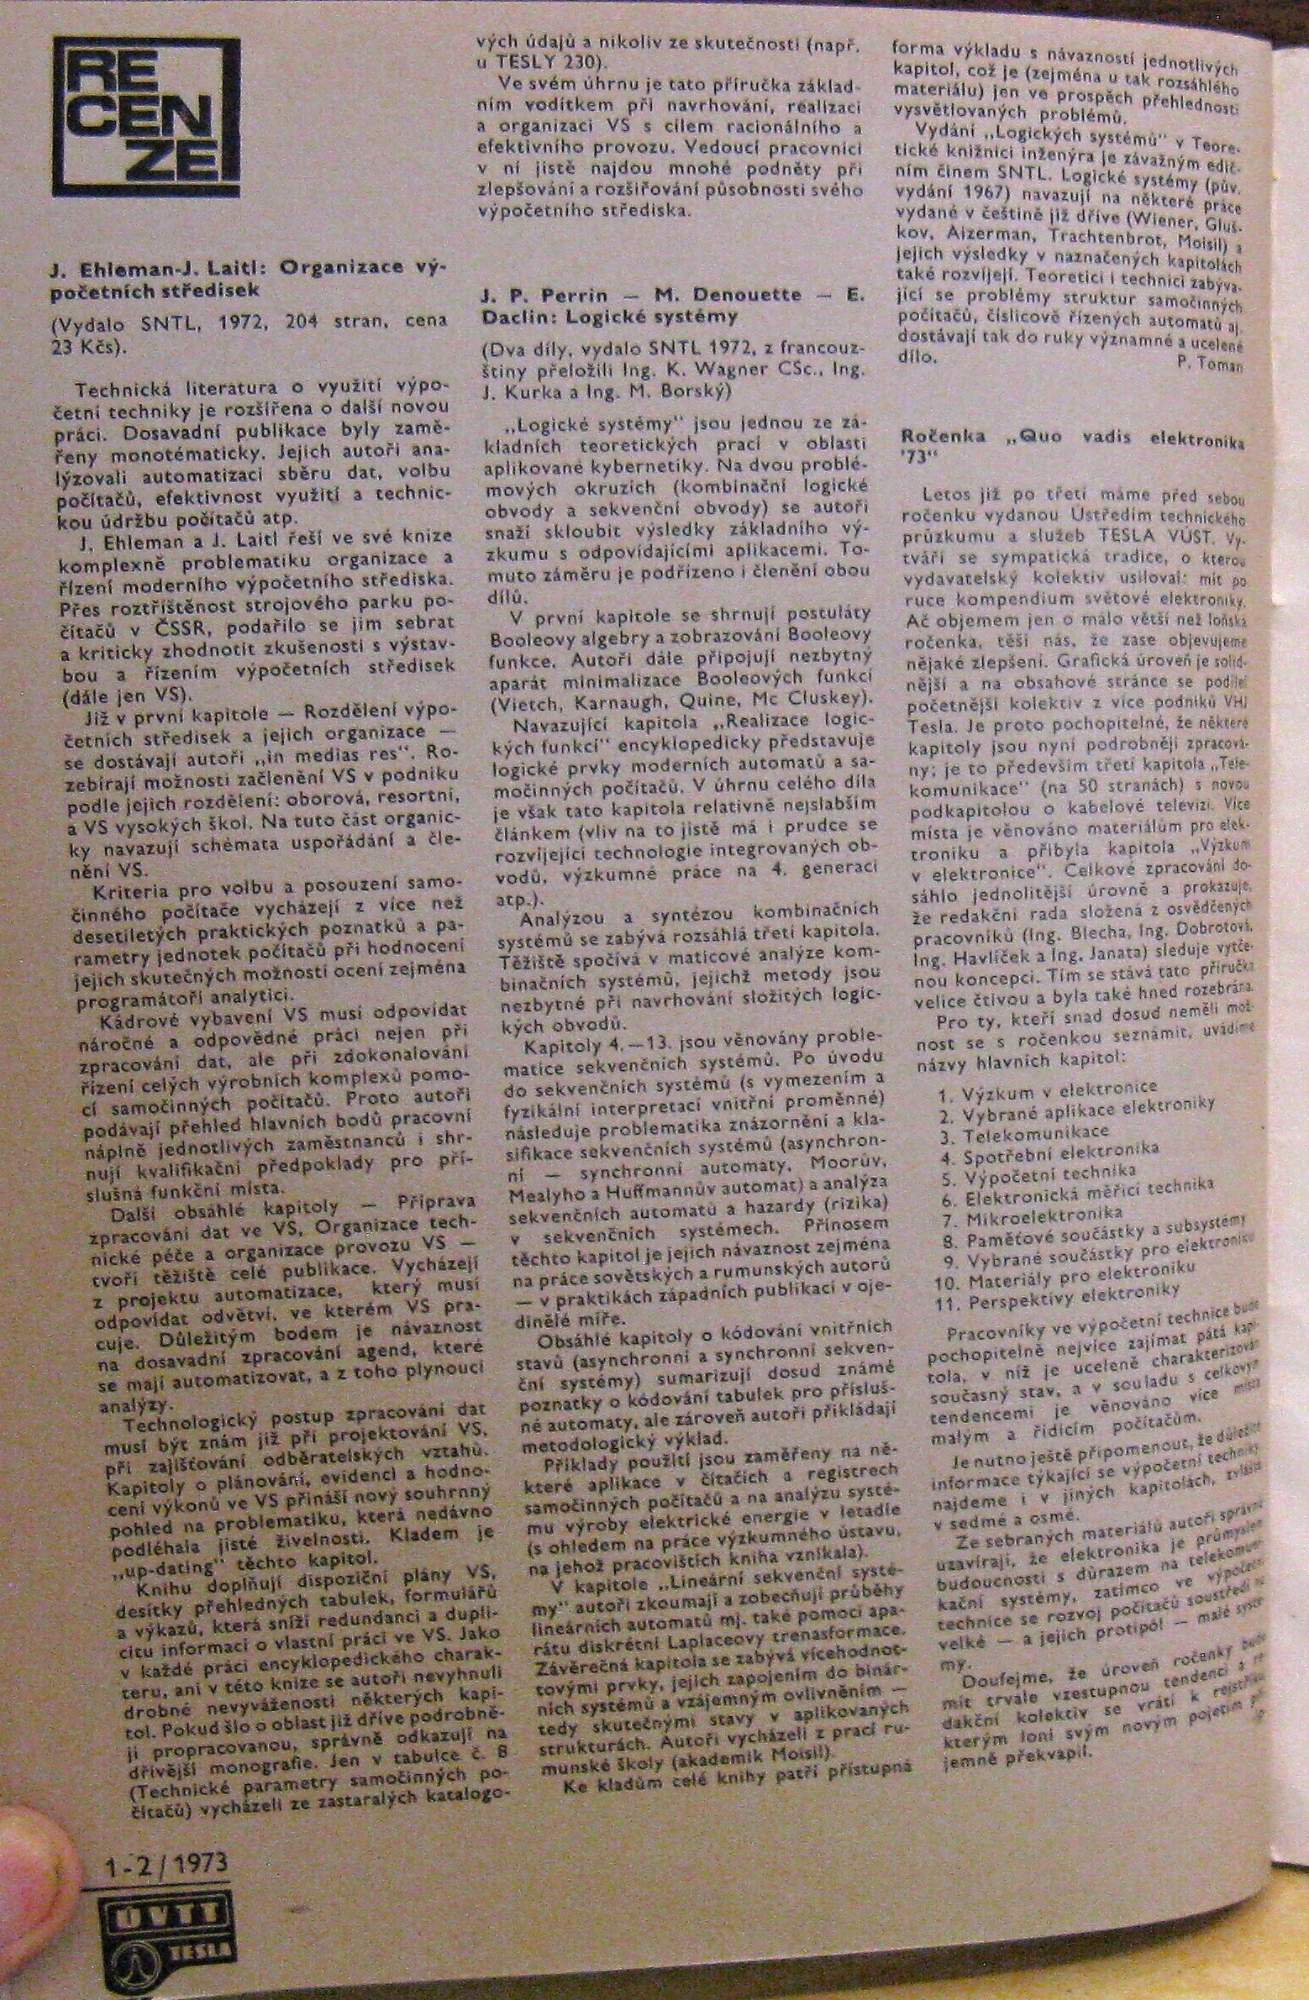 RE
CEN
ZE
J. Ehleman-J. Laitl: Organizace vý-
početních středisek
(Vydalo SNTL, 1972, 204 stran, cena
23 Kčs).
Technická literatura o využití výpo-
četní techniky je rozšířena o další novou
práci. Dosavadní publikace byly zamě-
řeny monotématicky. Jejich autoři ana-
lýzovali automatizaci sběru dat, volbu
počítačů, efektivnost využití a technic-
kou údržbu počítačů atp.
J. Ehleman a J. Laitl řeší ve své knize
komplexně problematiku organizace a
řízení moderního výpočetního střediska.
Přes roztříštěnost strojového parku po-
čítačů v ČSSR, podařilo se jim sebrat
a kriticky zhodnotit zkušenosti s výstav-
bou a řízením výpočetních středisek
(dále jen VS).
Již v první kapitole — Rozdělení výpo-
četních středisek a jejich organizace —
se dostávají autoři „in medias res“. Ro-
zebírají možnosti začlenění VS v podniku
podle jejich rozdělení: oborová, resortní,
a VS vysokých škol. Na tuto část organic-
ky navazují schémata uspořádání a čle-
nění VS.
Kriteria pro volbu a posouzení samo-
činného počítače vycházejí z více než
desetiletých praktických poznatků a pa-
rametry jednotek počítačů při hodnocení
jejich skutečných možností ocení zejména
programátoři analytici.
Kádrové vybavení VS musí odpovídat
náročné a odpovědné práci nejen při
zpracování dat, ale při zdokonalování
řízení celých výrobních komplexů pomo-
cí samočinných počítačů. Proto autoři
podávají přehled hlavních bodů pracovní
náplně jednotlivých zaměstnanců i shr-
nují kvalifikační předpoklady pro pří-
slušná funkční místa.
Další obsáhlé kapitoly — Příprava
zpracování dat ve VS, Organizace tech-
nické péče a organizace provozu VS —
tvoří těžiště celé publikace. Vycházejí
z projektu automatizace, který musí
odpovídat odvětví, ve kterém VS pra-
cuje. Důležitým bodem je návaznost
na dosavadní zpracování agend, které
se mají automatizovat, a z toho plynoucí
analýzy.
Technologický postup zpracování dat
musí být znám již při projektování VS,
při zajišťování odběratelských vztahů.
Kapitoly o plánování, evidenci a hodno-
cení výkonů ve VS přináší nový souhrnný
pohled na problematiku, která nedávno
podléhala jisté živelnosti. Kladem je
„up-dating“ těchto kapitol.
Knihu doplňují dispoziční plány VS,
desítky přehledných tabulek, formulářů
a výkazů, která sníží redundanci a dupli-
citu informací o vlastní práci ve VS. Jako
v každé práci encyklopedického charak-
teru, ani v této knize se autoři nevyhnuli
drobné nevyváženosti některých kapi-
tol. Pokud šlo o oblast již dříve podrobně-
ji propracovanou, správně odkazují na
dřívější monografie. Jen v tabulce č. 8
(Technické parametry samočinných po-
čítačů) vycházeli ze zastaralých katalogo-
vých údajů a nikoliv ze skutečnosti (např.
u TESLY 230).
Ve svém úhrnu je tato příručka základ-
ním vodítkem při navrhování, realizaci
a organizaci VS s cílem racionálního a
efektivního provozu. Vedoucí pracovníci
v ní jistě najdou mnohé podněty při
zlepšování a rozšiřování působnosti svého
výpočetního střediska.
J. P. Perrin — M. Denouette — E.
Daclin: Logické systémy
(Dva díly, vydalo SNTL 1972, z francouz-
štiny přeložili Ing. K. Wagner CSc., Ing.
J. Kurka a Ing. M. Borský)
„Logické systémy“ jsou jednou ze zá-
kladních teoretických prací v oblasti
aplikované kybernetiky. Na dvou problé-
mových okruzích (kombinační logické
obvody a sekvenční obvody) se autoři
snaží skloubit výsledky základního vý-
zkumu s odpovídajícími aplikacemi. To-
muto záměru je podřízeno i členění obou
dílů.
V první kapitole se shrnují postuláty
Booleovy algebry a zobrazování Booleovy
funkce. Autoři dále připojují nezbytný
aparát minimalizace Booleových funkcí
(Vietch, Karnaugh, Quine, Mc Cluskey).
Navazující kapitola „Realizace logic-
kých funkcí“ encyklopedicky představuje
logické prvky moderních automatů a sa-
močinných počítačů. V úhrnu celého díla
je však tato kapitola relativně nejslabším
článkem (vliv na to jistě má i prudce se
rozvíjející technologie integrovaných ob-
vodů, výzkumné práce na 4. generaci
atp.).
Analýzou a syntézou kombinačních
systémů se zabývá rozsáhlá třetí kapitola.
Těžiště spočívá v maticové analýze kom-
binačních systémů, jejichž metody jsou
nezbytné při navrhování složitých logic-
kých obvodů.
Kapitoly 4.—13. jsou věnovány proble-
matice sekvenčních systémů. Po úvodu
do sekvenčních systémů (s vymezením a
fyzikální interpretací vnitřní proměnné)
následuje problematika znázornění a kla-
sifikace sekvenčních systémů (asynchron-
ní — synchronní automaty, Moorův,
Mealyho a Huffmannův automat) a analýza
sekvenčních automatů a hazardy (rizika)
v sekvenčních systémech. Přínosem
těchto kapitol je jejich návaznost zejména
na práce sovětských a rumunských autorů
— v praktikách západních publikací v oje-
dinělé míře.
Obsáhlé kapitoly o kódování vnitřních
stavů (asynchronní a synchronní sekven-
ční systémy) sumarizují dosud známé
poznatky o kódování tabulek pro přísluš-
né automaty, ale zároveň autoři přikládají
metodologický výklad.
Příklady použití jsou zaměřeny na ně-
které aplikace v čítačích a registrech
samočinných počítačů a na analýzu systé-
mu výroby elektrické energie v letadle
(s ohledem na práce výzkumného ústavu,
na jehož pracovištích kniha vznikala).
V kapitole „Lineární sekvenční systé-
my“ autoři zkoumají a zobecňují průběhy
lineárních automatů mj. také pomocí apa-
rátu diskrétní Laplaceovy trenasformace.
Závěrečná kapitola se zabývá vícehodnot-
tovými prvky, jejich zapojením do binár-
ních systémů a vzájemným ovlivněním —
tedy skutečnými stavy v aplikovaných
strukturách. Autoři vycházeli z prací ru-
munské školy (akademik Moisil).
Ke kladům celé knihy patří přístupná
forma výkladu s návazností jednotlivých
kapitol, což je (zejména u tak rozsáhlého
materiálu) jen ve prospěch přehlednosti
vysvětlovaných problémů.
Vydání „Logických systémů“ v Teore-
tické knižnici inženýra je závažným edič-
ním činem SNTL. Logické systémy (pův.
vydání 1967) navazují na některé práce
vydané v češtině již dříve (Wiener, Gluš-
kov, Aizerman, Trachtenbrot, Moisil) a
jejich výsledky v naznačených kapitolách
také rozvíjejí. Teoretici i technici zabýva-
jící se problémy struktur samočinných
počítačů, číslicově řízených automatů aj.
dostávají tak do ruky významné a ucelené
dílo. P. Toman
Ročenka „Quo vadis elektronika
'73“
Letos již po třetí máme před sebou
ročenku vydanou Ústředím technického
průzkumu a služeb TESLA VÚST. Vy-
tváří se sympatická tradice, o kterou
vydavatelský kolektiv usiloval: mít po
ruce kompendium světové elektroniky.
Ač objemem jen o málo větší než loňská
ročenka, těší nás, že zase objevujeme
nějaké zlepšení. Grafická úroveň je solid-
nější a na obsahové stránce se podílel
početnější kolektiv z více podniků VHJ
Tesla. Je proto pochopitelné, že některé
kapitoly jsou nyní podrobněji zpracová-
ny; je to především třetí kapitola „Tele-
komunikace“ (na 50 stranách) s novou
podkapitolou o kabelové televizi. Více
místa je věnováno materiálům pro elek-
troniku a přibyla kapitola „Výzkum
v elektronice“. Celkové zpracování do-
sáhlo jednolitější úrovně a prokazuje,
že redakční rada složená z osvědčených
pracovníků (Ing. Blecha, Ing. Dobrotová,
Ing. Havlíček a Ing. Janata) sleduje vytče-
nou koncepci. Tím se stává tato příručka
velice čtivou a byla také hned rozebrána.
Pro ty, kteří snad dosud neměli mož-
nost se s ročenkou seznámit, uvádíme
názvy hlavních kapitol:
1. Výzkum v elektronice
2. Vybrané aplikace elektroniky
3. Telekomunikace
4. Spotřební elektronika
5. Výpočetní technika
6. Elektronická měřicí technika
7. Mikroelektronika
8. Paměťové součástky a subsystémy
9. Vybrané součástky pro elektroniku
10. Materiály pro elektroniku
11. Perspektivy elektroniky
Pracovníky ve výpočetní technice bude
pochopitelně nejvíce zajímat pátá kapi-
tola, v níž je uceleně charakterizován
současný stav, a v souladu s celkovými
tendencemi je věnováno více místa
malým a řídicím počítačům.
Je nutno ještě připomenout, že důležité
informace týkající se výpočetní techniky
najdeme i v jiných kapitolách, zvláště
v sedmé a osmé.
Ze sebraných materiálů autoři správně
uzavírají, že elektronika je průmyslem
budoucnosti s důrazem na telekomuni-
kační systémy, zatímco ve výpočetní
technice se rozvoj počítačů soustředí na
velké — a jejich protipól — malé systé-
my.
Doufejme, že úroveň ročenky bude
mít trvale vzestupnou tendenci a re-
dakční kolektiv se vrátí k rejstříku,
kterým loni svým novým pojetím
jemně překvapil.
1-2/1973
ÚVTT
TESLA